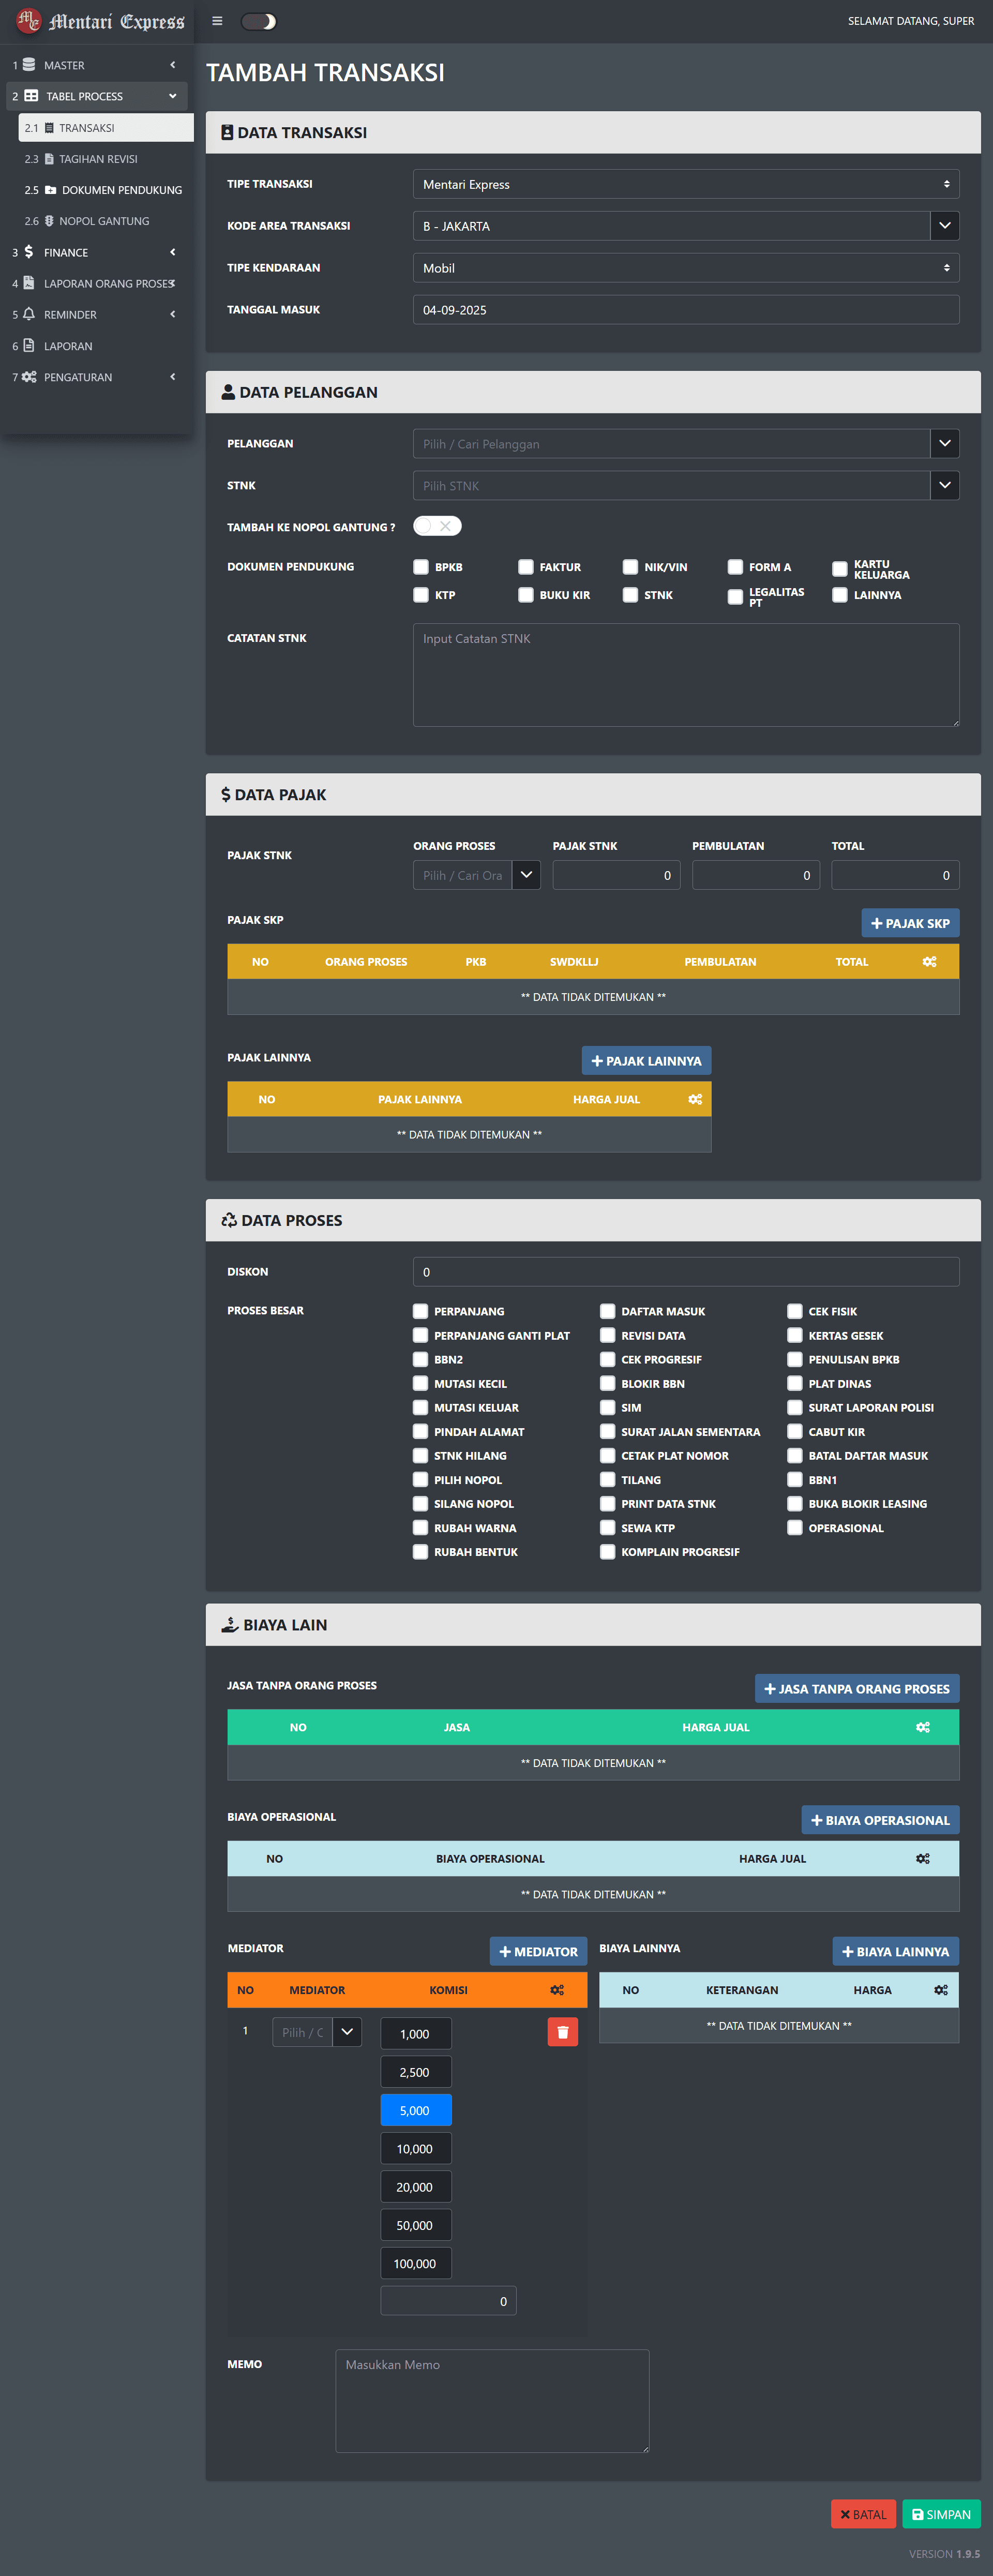 Mentari Express
SELAMAT DATANG, SUPER
1 MASTER
2 TABEL PROCESS
2.1 TRANSAKSI
2.3 TAGIHAN REVISI
2.5 DOKUMEN PENDUKUNG
2.6 NOPOL GANTUNG
3 FINANCE
4 LAPORAN ORANG PROSES
5 REMINDER
6 LAPORAN
7 PENGATURAN
TAMBAH TRANSAKSI
DATA TRANSAKSI
TIPE TRANSAKSI Mentari Express
KODE AREA TRANSAKSI B - JAKARTA
TIPE KENDARAAN Mobil
TANGGAL MASUK 04-09-2025
DATA PELANGGAN
PELANGGAN Pilih / Cari Pelanggan
STNK Pilih STNK
TAMBAH KE NOPOL GANTUNG ?
DOKUMEN PENDUKUNG BPKB FAKTUR NIK/VIN FORM A KARTU KELUARGA
KTP BUKU KIR STNK LEGALITAS PT LAINNYA
CATATAN STNK Input Catatan STNK
DATA PAJAK
ORANG PROSES PAJAK STNK PEMBULATAN TOTAL
PAJAK STNK Pilih / Cari Ora 0 0 0
PAJAK SKP PAJAK SKP
NO ORANG PROSES PKB SWDKLLJ PEMBULATAN TOTAL
** DATA TIDAK DITEMUKAN **
PAJAK LAINNYA PAJAK LAINNYA
NO PAJAK LAINNYA HARGA JUAL
** DATA TIDAK DITEMUKAN **
DATA PROSES
DISKON 0
PROSES BESAR PERPANJANG DAFTAR MASUK CEK FISIK
PERPANJANG GANTI PLAT REVISI DATA KERTAS GESEK
BBN2 CEK PROGRESIF PENULISAN BPKB
MUTASI KECIL BLOKIR BBN PLAT DINAS
MUTASI KELUAR SIM SURAT LAPORAN POLISI
PINDAH ALAMAT SURAT JALAN SEMENTARA CABUT KIR
STNK HILANG CETAK PLAT NOMOR BATAL DAFTAR MASUK
PILIH NOPOL TILANG BBN1
SILANG NOPOL PRINT DATA STNK BUKA BLOKIR LEASING
RUBAH WARNA SEWA KTP OPERASIONAL
RUBAH BENTUK KOMPLAIN PROGRESIF
BIAYA LAIN
JASA TANPA ORANG PROSES JASA TANPA ORANG PROSES
NO JASA HARGA JUAL
** DATA TIDAK DITEMUKAN **
BIAYA OPERASIONAL BIAYA OPERASIONAL
NO BIAYA OPERASIONAL HARGA JUAL
** DATA TIDAK DITEMUKAN **
MEDIATOR MEDIATOR
NO MEDIATOR KOMISI
1 Pilih / C 1,000
2,500
5,000
10,000
20,000
50,000
100,000
0
BIAYA LAINNYA BIAYA LAINNYA
NO KETERANGAN HARGA
** DATA TIDAK DITEMUKAN **
MEMO Masukkan Memo
BATAL SIMPAN
VERSION 1.9.5